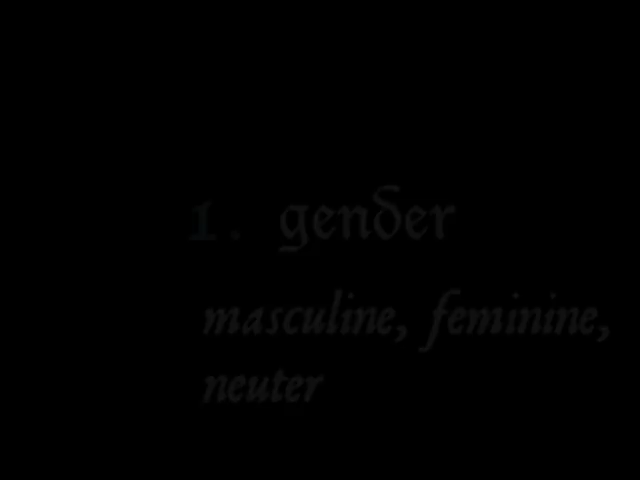 1. gender
masculine, feminine,
neuter